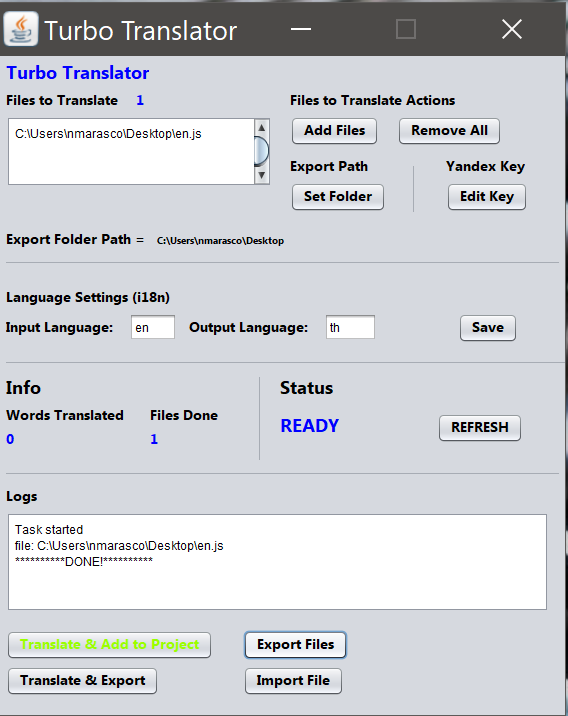 Turbo Translator
Turbo Translator
Files to Translate 1
C:\Users\nmarasco\Desktop\en.js
Files to Translate Actions
Add Files Remove All
Export Path Yandex Key
Set Folder Edit Key
Export Folder Path = C:\Users\nmarasco\Desktop
Language Settings (i18n)
Input Language: en Output Language: th Save
Info
Words Translated Files Done
0 1
Status
READY REFRESH
Logs
Task started
file: C:\Users\nmarasco\Desktop\en.js
**********DONE!**********
Translate & Add to Project Export Files
Translate & Export Import File